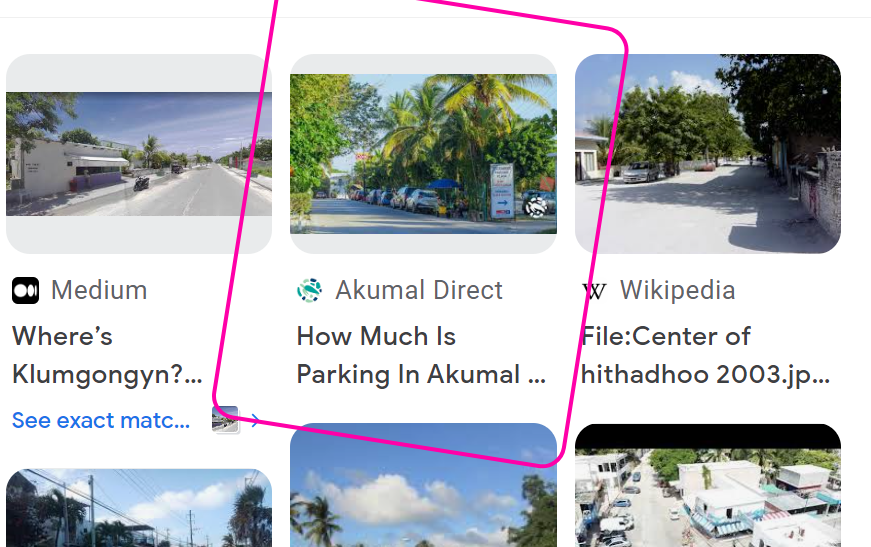 Medium
Where's
Klumgongyn?...
See exact matc...
Akumal Direct
How Much Is
Parking In Akumal ...
W Wikipedia
File:Center of
hithadhoo 2003.jp...